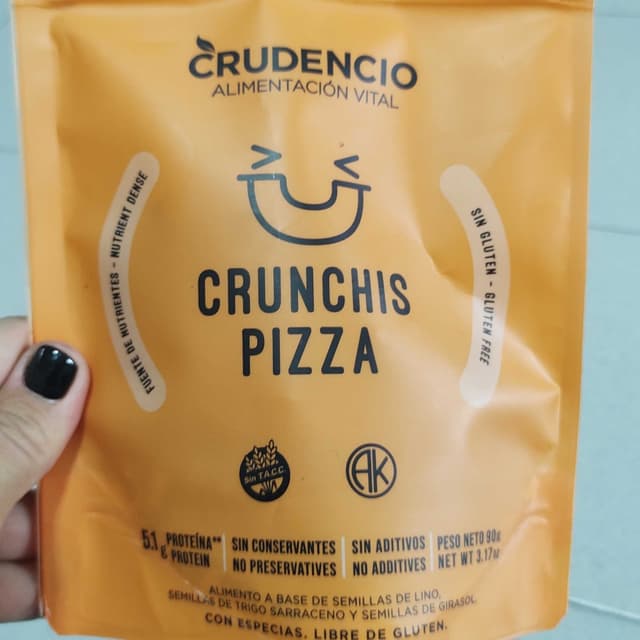 CRUDENCIO
ALIMENTACIÓN VITAL
FUENTE DE NUTRIENTES - NUTRIENT DENSE
SIN GLUTEN - GLUTEN FREE
CRUNCHIS
PIZZA
Sin T.A.C.C.
AK
5.1 g PROTEÍNA** PROTEIN
SIN CONSERVANTES
NO PRESERVATIVES
SIN ADITIVOS
NO ADDITIVES
PESO NETO 90g
NET WT 3.17oz
ALIMENTO A BASE DE SEMILLAS DE LINO,
SEMILLAS DE TRIGO SARRACENO Y SEMILLAS DE GIRASOL,
CON ESPECIAS. LIBRE DE GLUTEN.